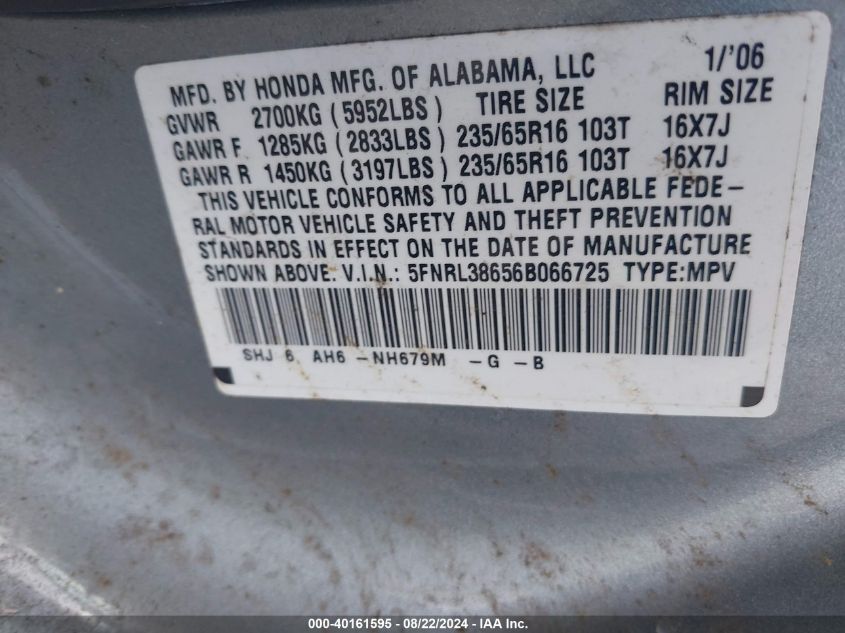 MFD. BY HONDA MFG. OF ALABAMA, LLC 1/'06
GVWR 2700KG (5952LBS) TIRE SIZE RIM SIZE
GAWR F 1285KG (2833LBS) 235/65R16 103T 16X7J
GAWR R 1450KG (3197LBS) 235/65R16 103T 16X7J
THIS VEHICLE CONFORMS TO ALL APPLICABLE FEDE-
RAL MOTOR VEHICLE SAFETY AND THEFT PREVENTION
STANDARDS IN EFFECT ON THE DATE OF MANUFACTURE
SHOWN ABOVE. V.I.N.: 5FNRL38656B066725 TYPE:MPV
SHJ 6 AH6 -NH679M -G -B
000-40161595 - 08/22/2024 - © IAA Inc.